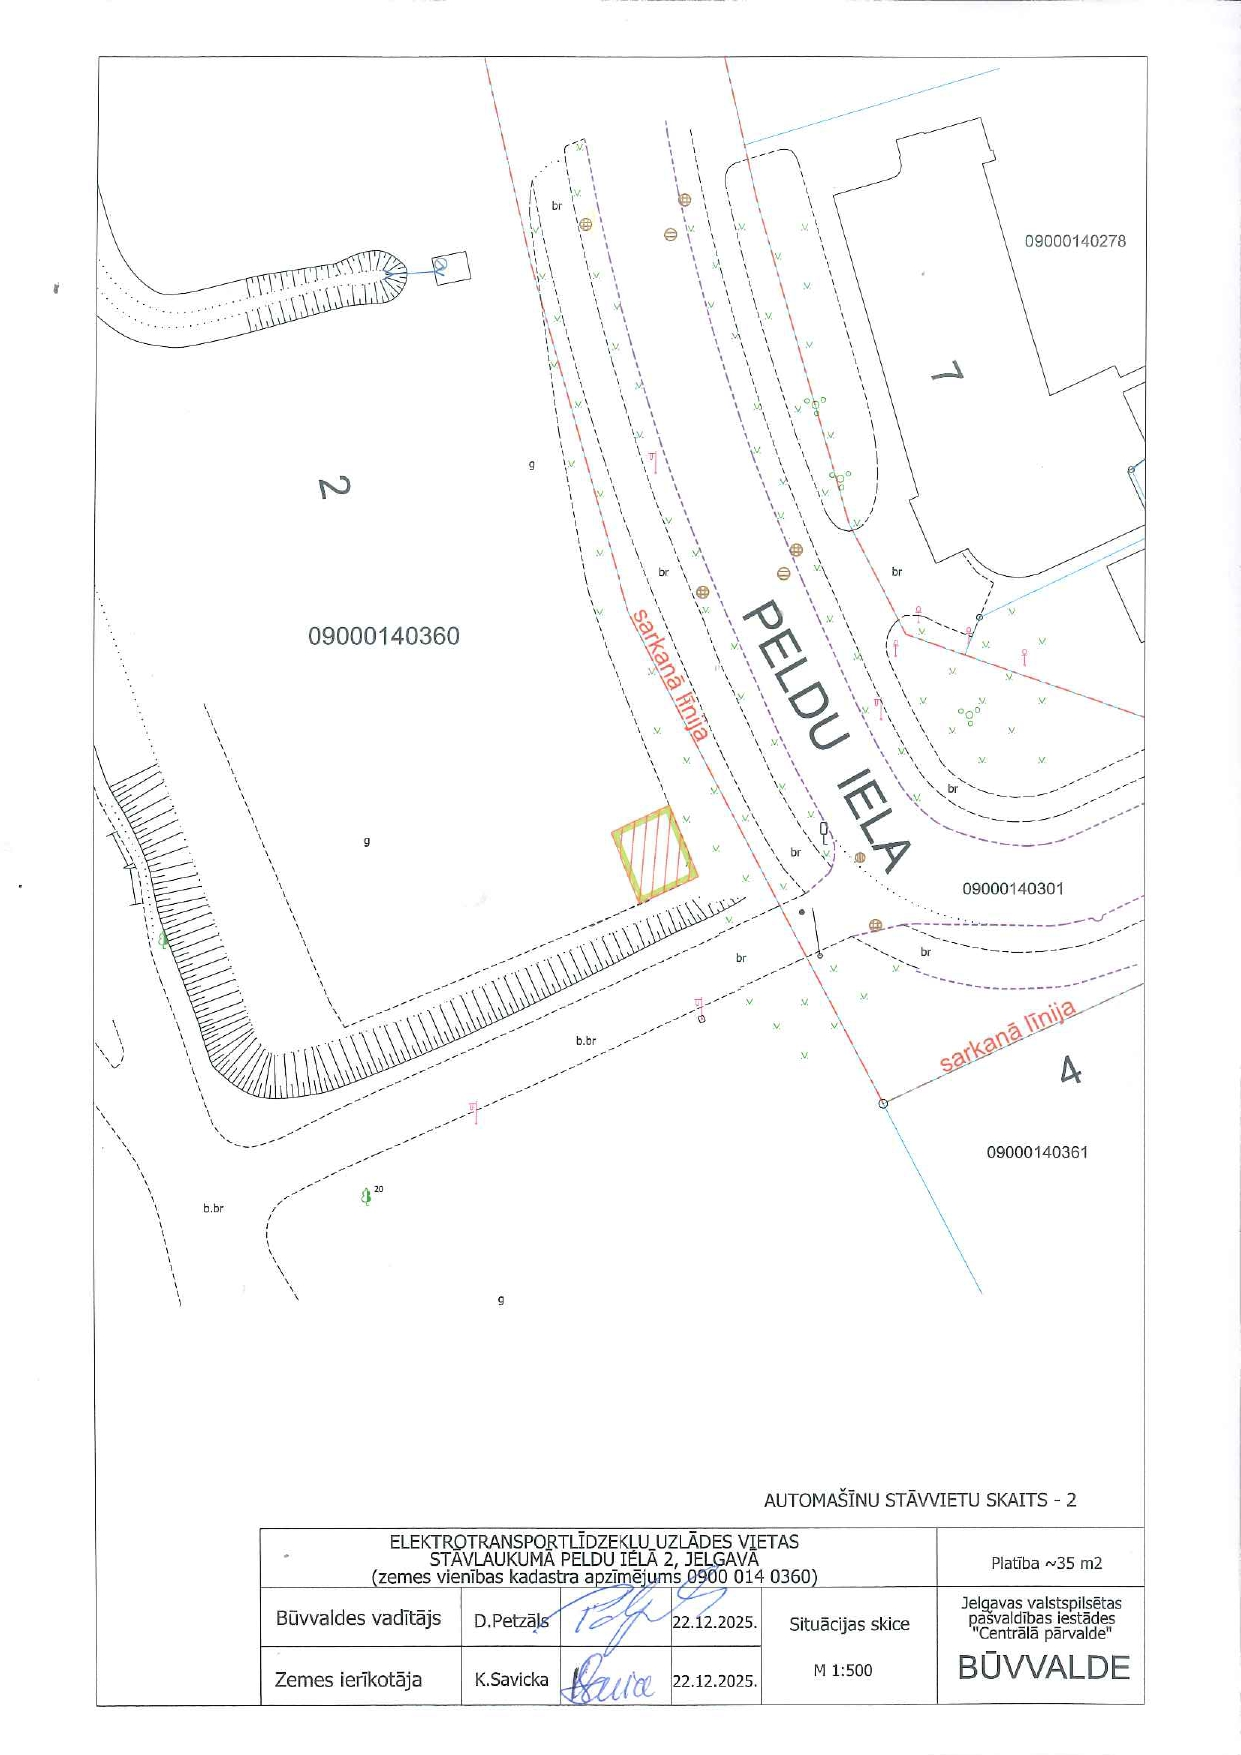 br
09000140278
7
g
2
br
br
09000140360
sarkanā līnija
PELDU IELA
br
g
br
09000140301
br
br
sarkanā līnija
b.br
4
09000140361
20
b.br
g
AUTOMAŠĪNU STĀVVIETU SKAITS - 2
ELEKTROTRANSPORTLĪDZEKĻU UZLĀDES VIETAS
STĀVLAUKUMĀ PELDU IELĀ 2, JELGAVĀ
(zemes vienības kadastra apzīmējums 0900 014 0360)
Platība ~35 m2
Būvvaldes vadītājs
D.Petzāls
22.12.2025.
Situācijas skice
M 1:500
Jelgavas valstspilsētas
pašvaldības iestādes
"Centrālā pārvalde"
BŪVVALDE
Zemes ierīkotāja
K.Savicka
22.12.2025.